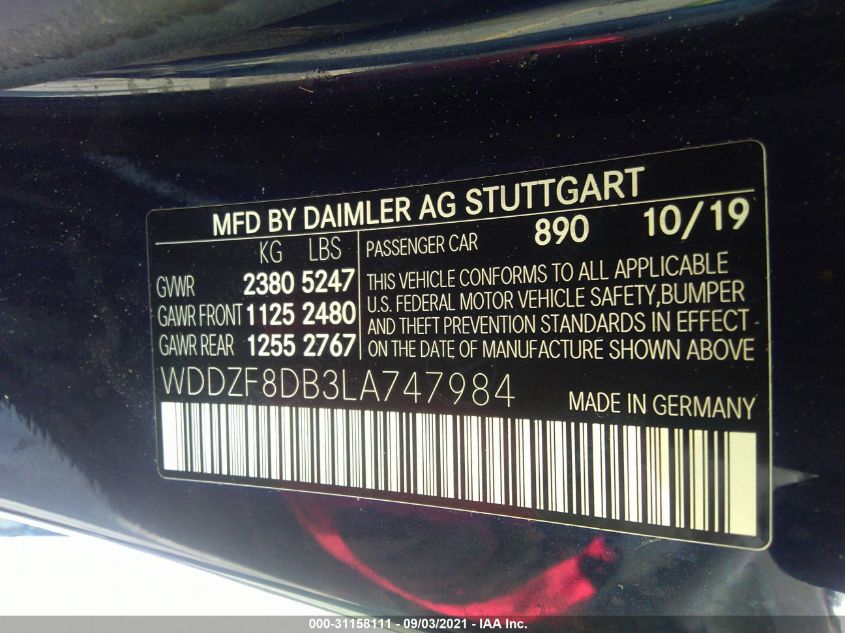 MFD BY DAIMLER AG STUTTGART
KG LBS PASSENGER CAR 890 10/19
GVWR 2380 5247 THIS VEHICLE CONFORMS TO ALL APPLICABLE
GAWR FRONT 1125 2480 U.S. FEDERAL MOTOR VEHICLE SAFETY,BUMPER
AND THEFT PREVENTION STANDARDS IN EFFECT
GAWR REAR 1255 2767 ON THE DATE OF MANUFACTURE SHOWN ABOVE
WDDZF8DB3LA747984 MADE IN GERMANY
000-31158111 - 09/03/2021 - IAA Inc.